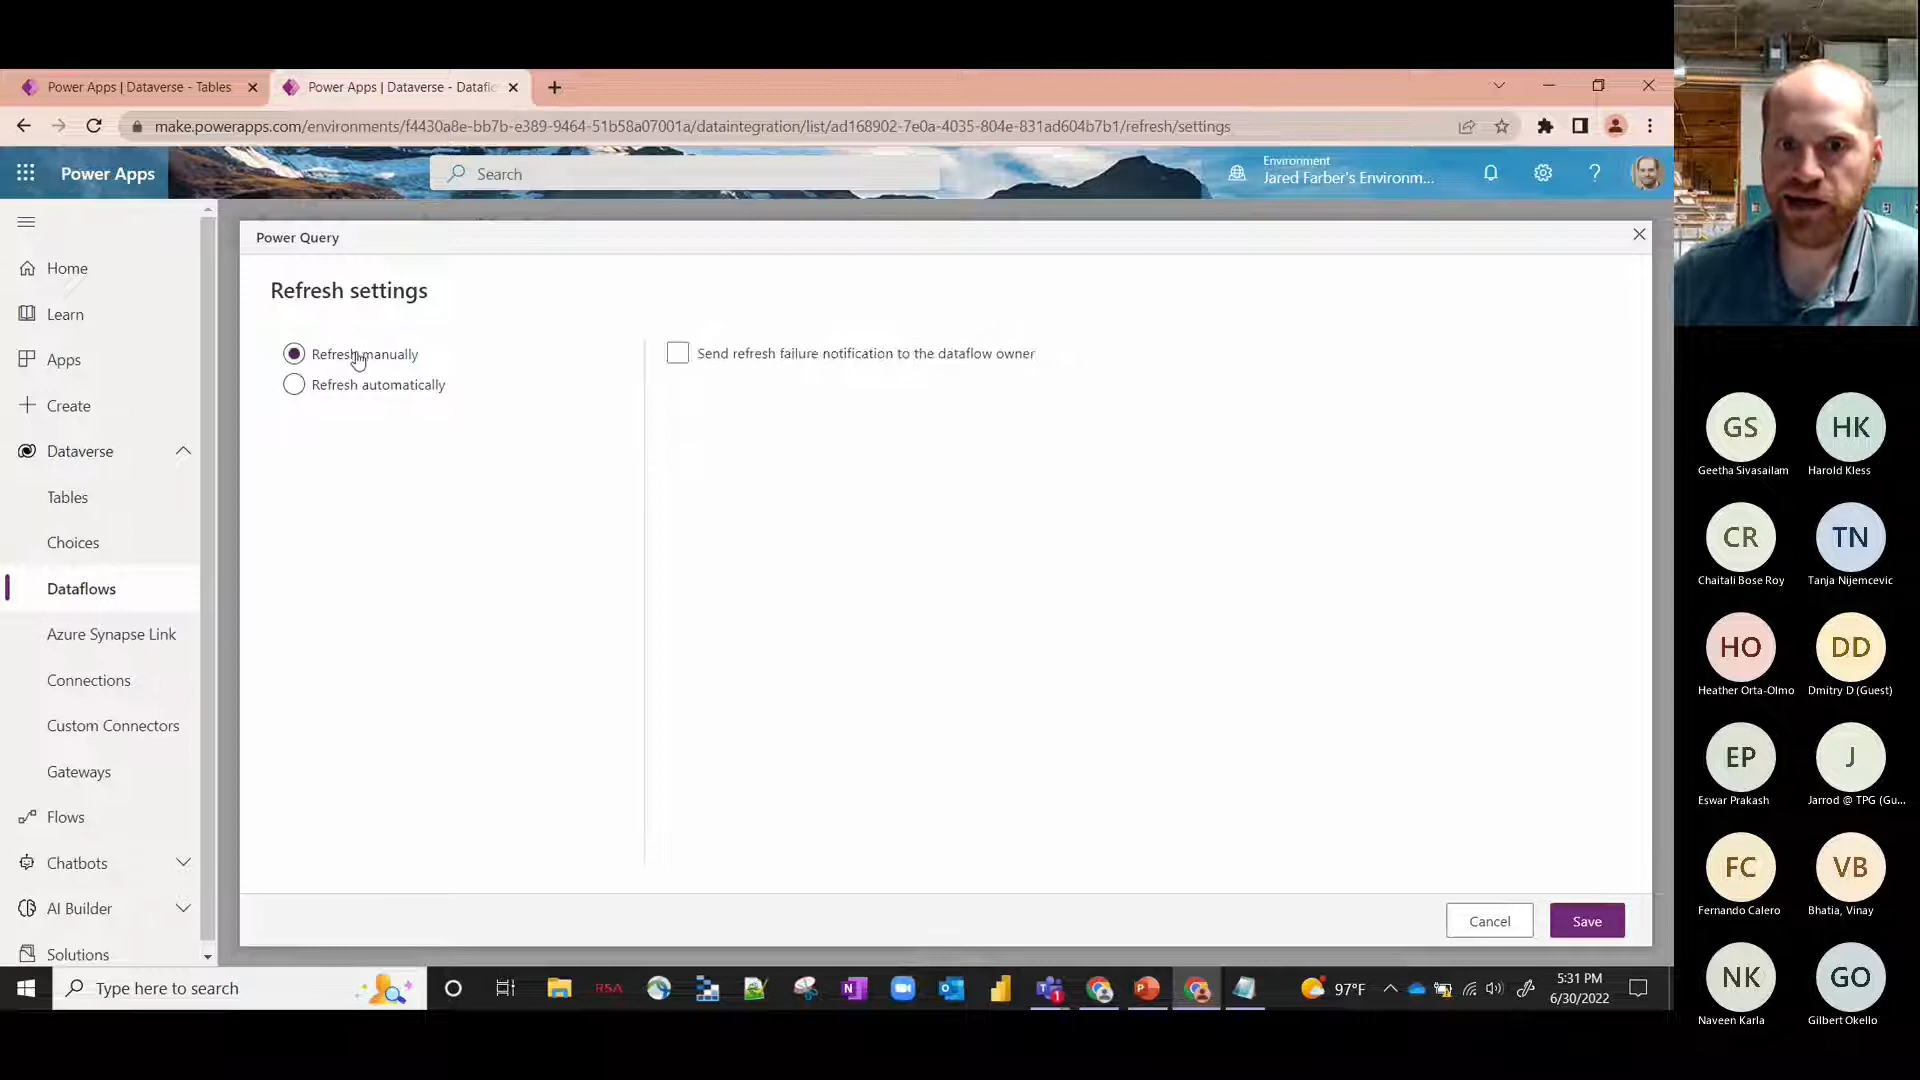 Power Apps | Dataverse - Tables
Power Apps | Dataverse - Dataflo
make.powerapps.com/environments/f4430a8e-bb7b-e389-9464-51b58a07001a/dataintegration/list/ad168902-7e0a-4035-804e-831ad604b7b1/refresh/settings
Power Apps
Search
Environment
Jared Farber's Environm...
Home
Learn
Apps
Create
Dataverse
Tables
Choices
Dataflows
Azure Synapse Link
Connections
Custom Connectors
Gateways
Flows
Chatbots
AI Builder
Solutions
Power Query
Refresh settings
Refresh manually
Refresh automatically
Send refresh failure notification to the dataflow owner
Cancel
Save
Type here to search
RSA
97°F
5:31 PM
6/30/2022
GS
Geetha Sivasailam
HK
Harold Kless
CR
Chaitali Bose Roy
TN
Tanja Nijemcevic
HO
Heather Orta-Olmo
DD
Dmitry D (Guest)
EP
Eswar Prakash
J
Jarrod @ TPG (Gu...
FC
Fernando Calero
VB
Bhatia, Vinay
NK
Naveen Karla
GO
Gilbert Okello